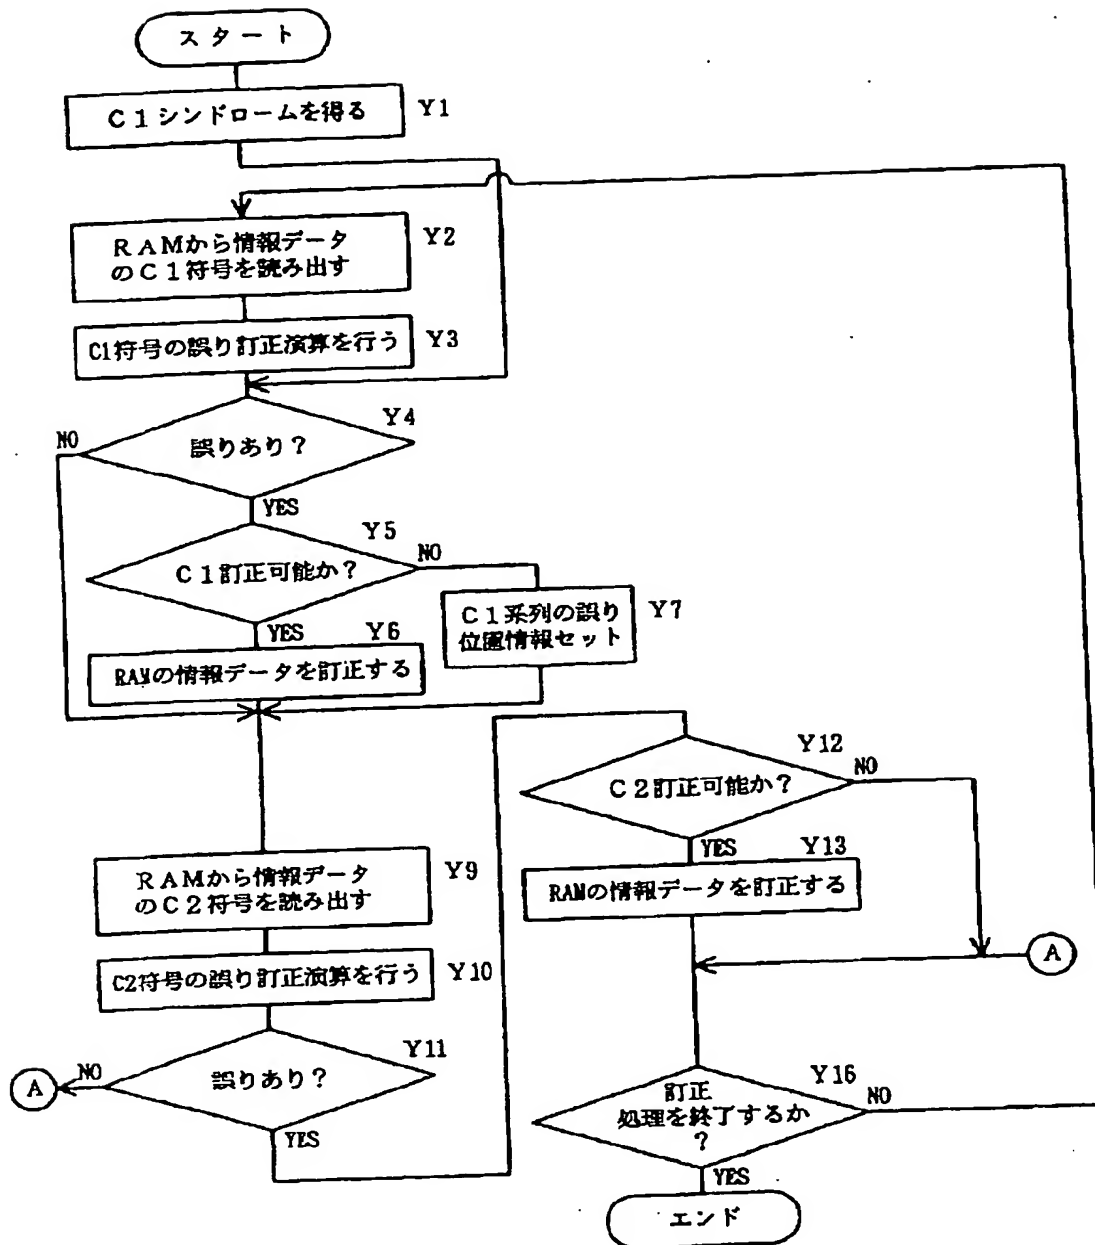 スタート
C1シンドロームを得る
Y1
RAMから情報データ
のC1符号を読み出す
Y2
C1符号の誤り訂正演算を行う
Y3
誤りあり?
Y4
NO
YES
C1訂正可能か?
Y5
NO
YES
Y6
RAMの情報データを訂正する
C1系列の誤り
位置情報セット
Y7
RAMから情報データ
のC2符号を読み出す
Y9
C2符号の誤り訂正演算を行う
Y10
誤りあり?
Y11
NO
A
YES
C2訂正可能か?
Y12
NO
YES
Y13
RAMの情報データを訂正する
A
訂正
処理を終了するか
?
Y16
NO
YES
エンド